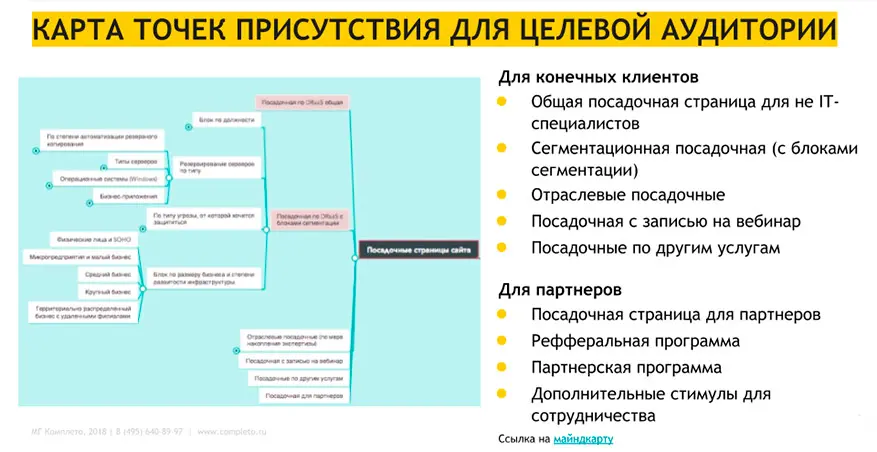 КАРТА ТОЧЕК ПРИСУТСТВИЯ ДЛЯ ЦЕЛЕВОЙ АУДИТОРИИ
Посадочная по DBaaS общая
Блок по должности
По степени автоматизации резервного
копирования
Типы серверов
Операционные системы (Windows)
Бизнес-приложения
Резервирование серверов
по типу
По типу угрозы, от которой хочется
защититься
Посадочная по DBaaS с
блоками сегментации
Физические лица и SOHO
Микропредприятия и малый бизнес
Средний бизнес
Крупный бизнес
Территориально распределенный
бизнес с удаленными филиалами
Блок по размеру бизнеса и степени
развитости инфраструктуры
Посадочные страницы сайта
Отраслевые посадочные (по мере
накопления экспертизы)
Посадочная с записью на вебинар
Посадочные по другим услугам
Посадочная для партнеров
Для конечных клиентов
Общая посадочная страница для не IT-
специалистов
Сегментационная посадочная (с блоками
сегментации)
Отраслевые посадочные
Посадочная с записью на вебинар
Посадочные по другим услугам
Для партнеров
Посадочная страница для партнеров
Рефферальная программа
Партнерская программа
Дополнительные стимулы для
сотрудничества
Ссылка на майндкарту
МГ Комплето, 2018 | 8 (495) 640-89-97 | www.completo.ru